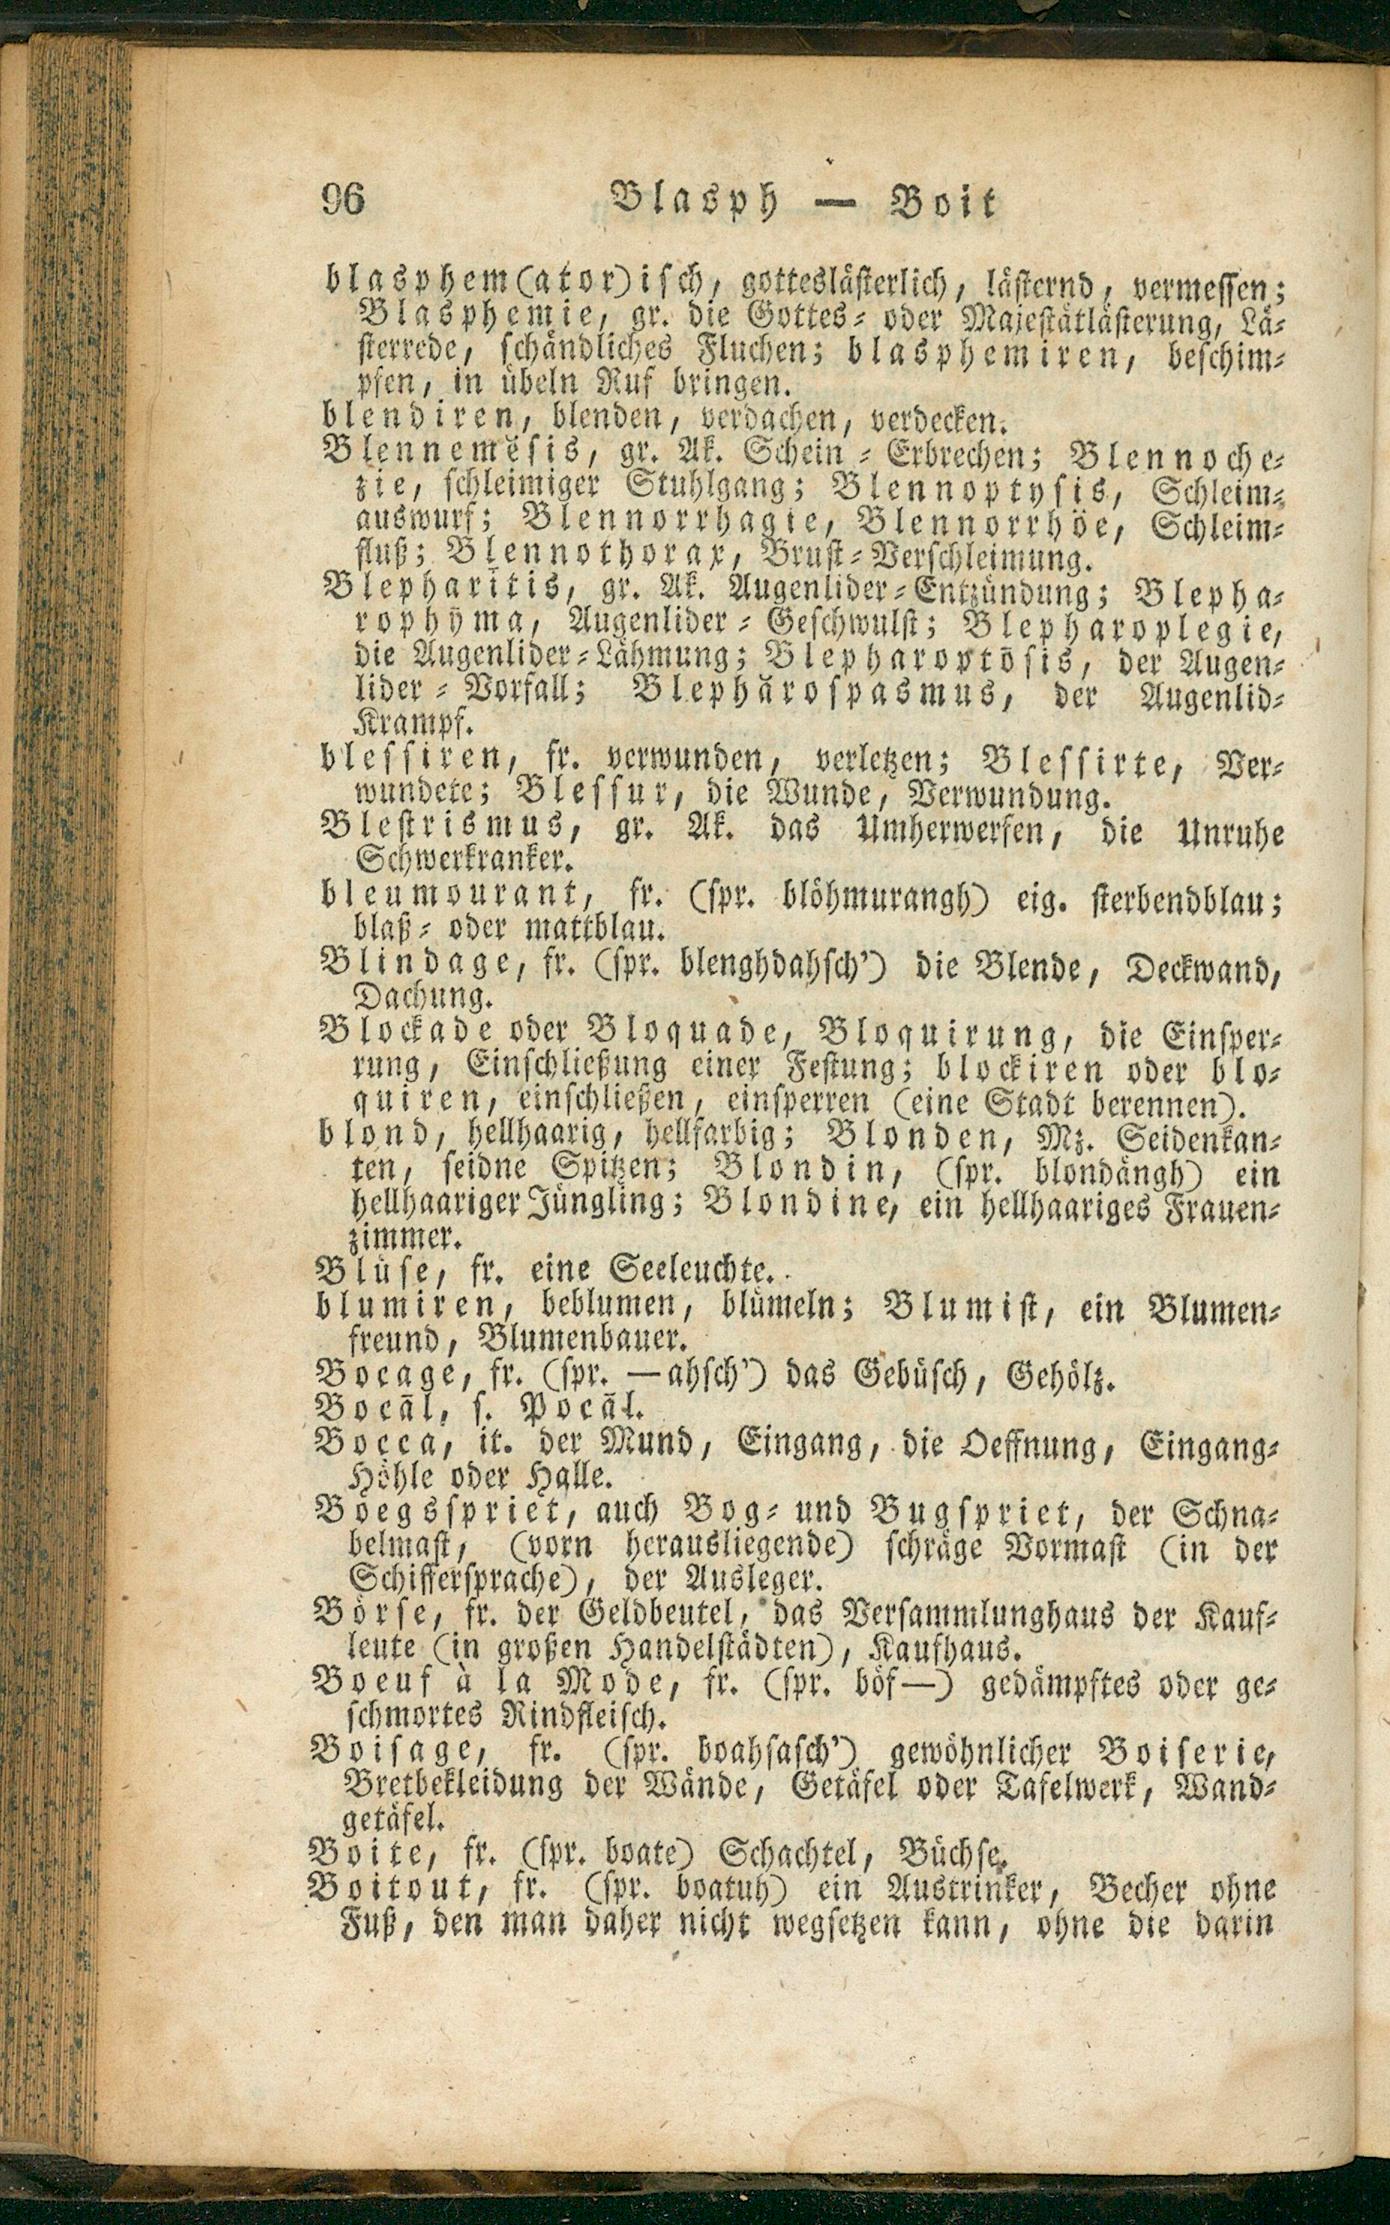 96 Blasph — Boit
blasphem(ator)isch, gotteslästerlich, lästernd, vermessen;
Blasphemie, gr. die Gottes- oder Majestätlästerung, Lä-
sterrede, schändliches Fluchen; blasphemiren, beschim-
pfen, in übeln Ruf bringen.
blendiren, blenden, verdachen, verdecken.
Blennemĕsis, gr. Ak. Schein-Erbrechen; Blennoche-
zie, schleimiger Stuhlgang; Blennoptysis, Schleim-
auswurf; Blennorrhagie, Blennorrhöe, Schleim-
fluß; Blennothorax, Brust-Verschleimung.
Blepharītis, gr. Ak. Augenlider-Entzündung; Blepha-
rophȳma, Augenlider-Geschwulst; Blepharoplegie,
die Augenlider-Lähmung; Blepharoptōsis, der Augen-
lider-Vorfall; Blephărospasmus, der Augenlid-
Krampf.
blessiren, fr. verwunden, verletzen; Blessirte, Ver-
wundete; Blessur, die Wunde, Verwundung.
Blestrismus, gr. Ak. das Umherwerfen, die Unruhe
Schwerkranker.
bleumourant, fr. (spr. blöhmurangh) eig. sterbendblau;
blaß- oder mattblau.
Blindage, fr. (spr. blenghdahsch’) die Blende, Deckwand,
Dachung.
Blockade oder Bloquade, Bloquirung, die Einsper-
rung, Einschließung einer Festung; blockiren oder blo-
quiren, einschließen, einsperren (eine Stadt berennen).
blond, hellhaarig, hellfarbig; Blonden, Mz. Seidenkan-
ten, seidne Spitzen; Blondin, (spr. blondängh) ein
hellhaariger Jüngling; Blondine, ein hellhaariges Frauen-
zimmer.
Blüse, fr. eine Seeleuchte.
blumiren, beblumen, blümeln; Blumist, ein Blumen-
freund, Blumenbauer.
Bocage, fr. (spr. —ahsch’) das Gebüsch, Gehölz.
Bocāl, s. Pocāl.
Bocca, it. der Mund, Eingang, die Oeffnung, Eingang-
Höhle oder Halle.
Böegsspriet, auch Bog- und Bugspriet, der Schna-
belmast, (vorn herausliegende) schräge Vormast (in der
Schiffersprache), der Ausleger.
Börse, fr. der Geldbeutel, das Versammlunghaus der Kauf-
leute (in großen Handelstädten), Kaufhaus.
Boeuf à la Mode, fr. (spr. böf—) gedämpftes oder ge-
schmortes Rindfleisch.
Boisage, fr. (spr. boahsasch’) gewöhnlicher Boiserie,
Bretbekleidung der Wände, Getäfel oder Tafelwerk, Wand-
getäfel.
Boite, fr. (spr. boate) Schachtel, Büchse.
Boitout, fr. (spr. boatuh) ein Austrinker, Becher ohne
Fuß, den man daher nicht wegsetzen kann, ohne die darin